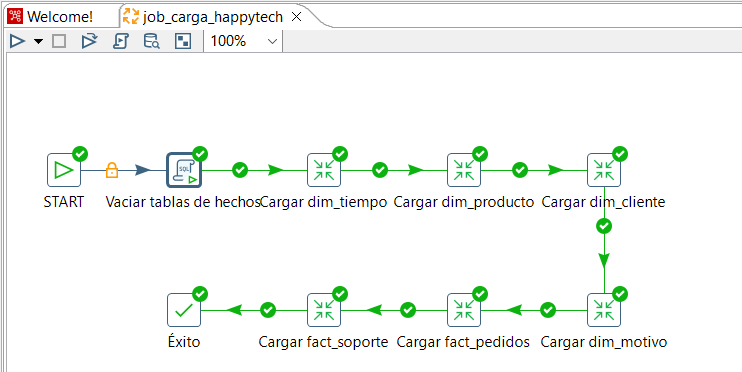 Welcome!
job_carga_happytech
100%
START
Vaciar tablas de hechos
Cargar dim_tiempo
Cargar dim_producto
Cargar dim_cliente
SQL
Éxito
Cargar fact_soporte
Cargar fact_pedidos
Cargar dim_motivo